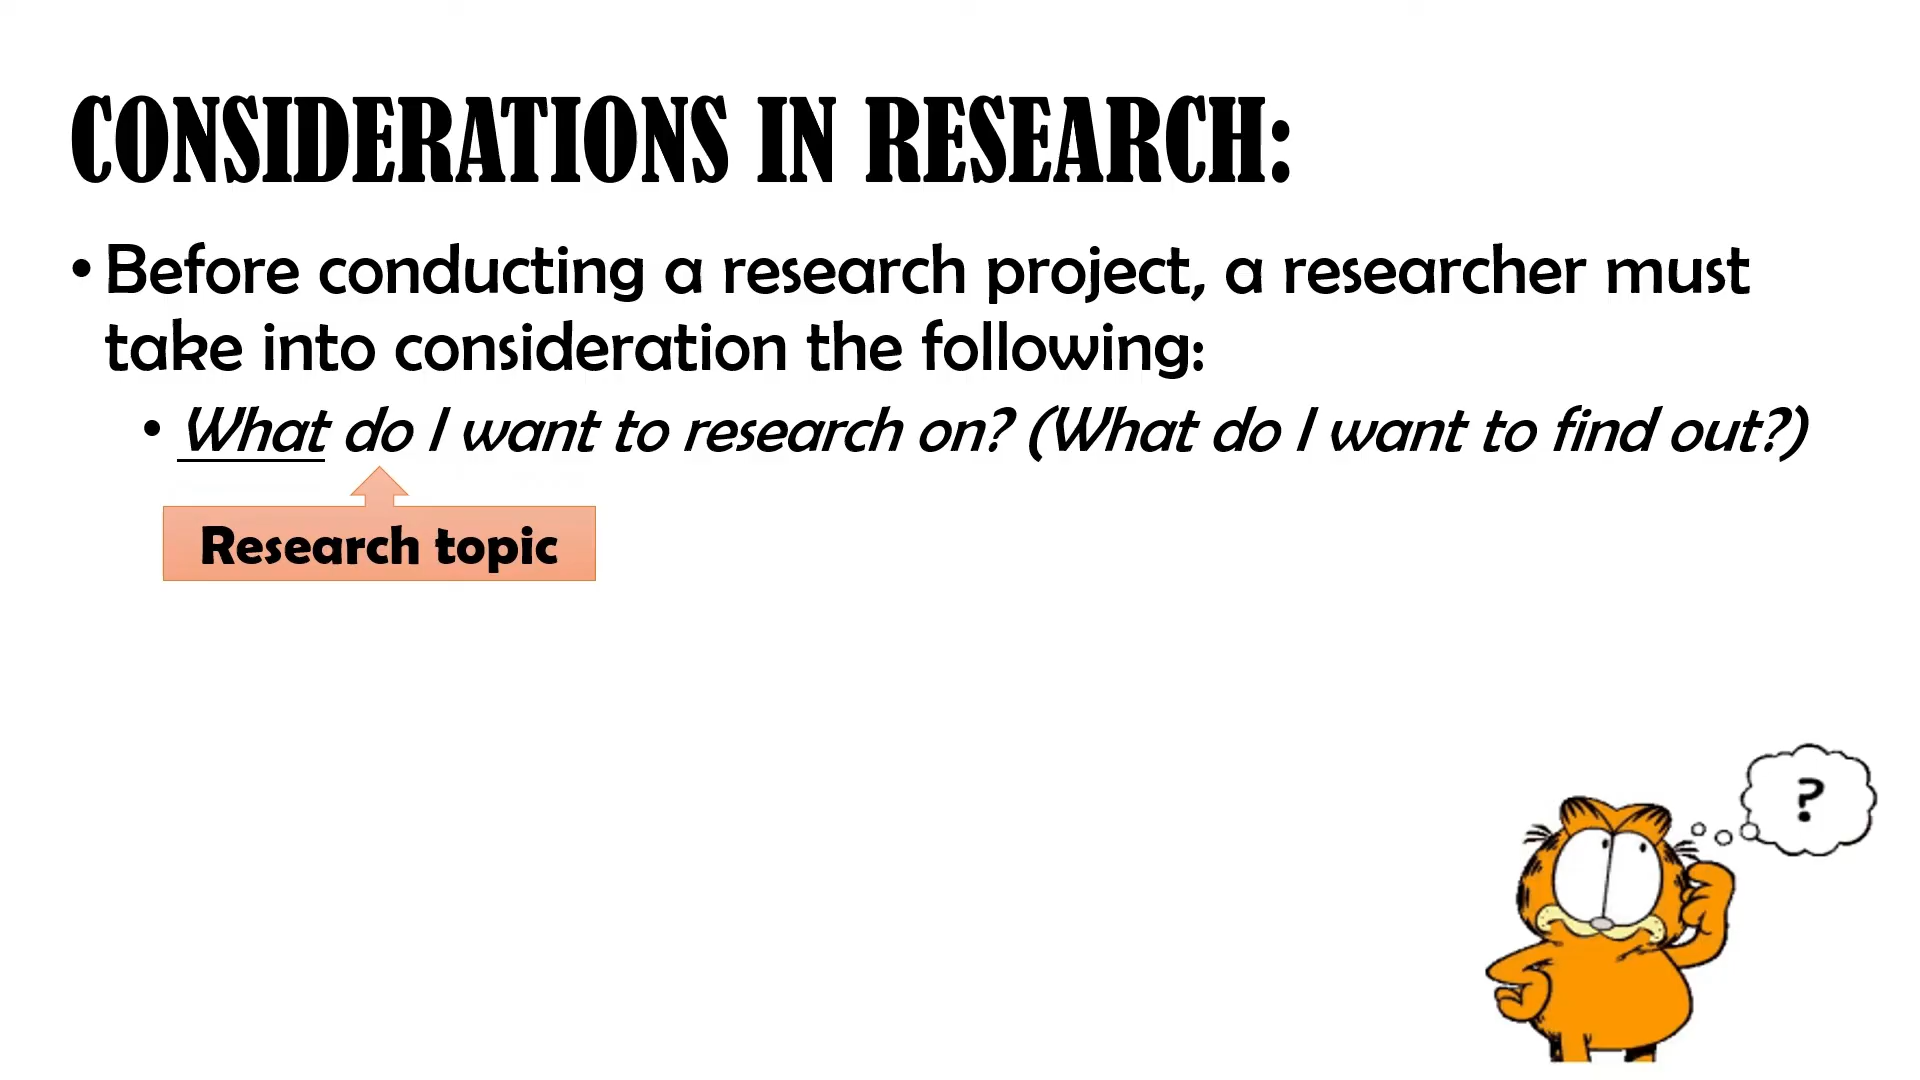 CONSIDERATIONS IN RESEARCH:
• Before conducting a research project, a researcher must
take into consideration the following:
• What do I want to research on? (What do I want to find out?)
Research topic
?